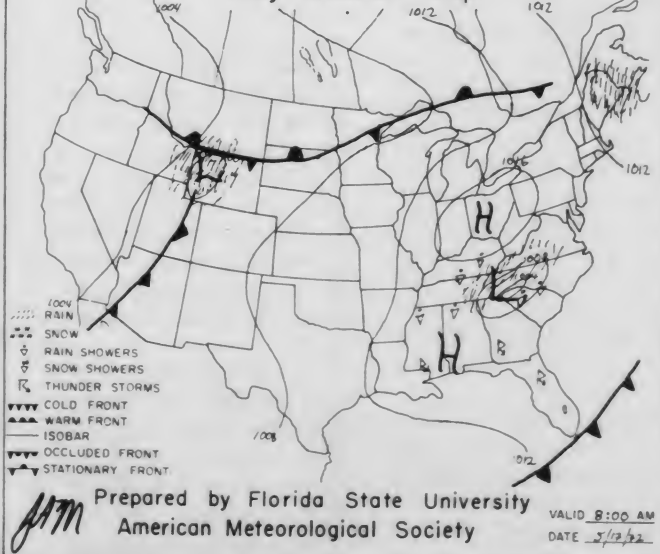 1004
1012
1012
1016
1012
H
L
1008
L
H
1004
RAIN
SNOW
RAIN SHOWERS
SNOW SHOWERS
THUNDER STORMS
COLD FRONT
WARM FRONT
ISOBAR
OCCLUDED FRONT
STATIONARY FRONT
1008
1012
Prepared by Florida State University
American Meteorological Society
VALID 8:00 AM
DATE 5/17/72